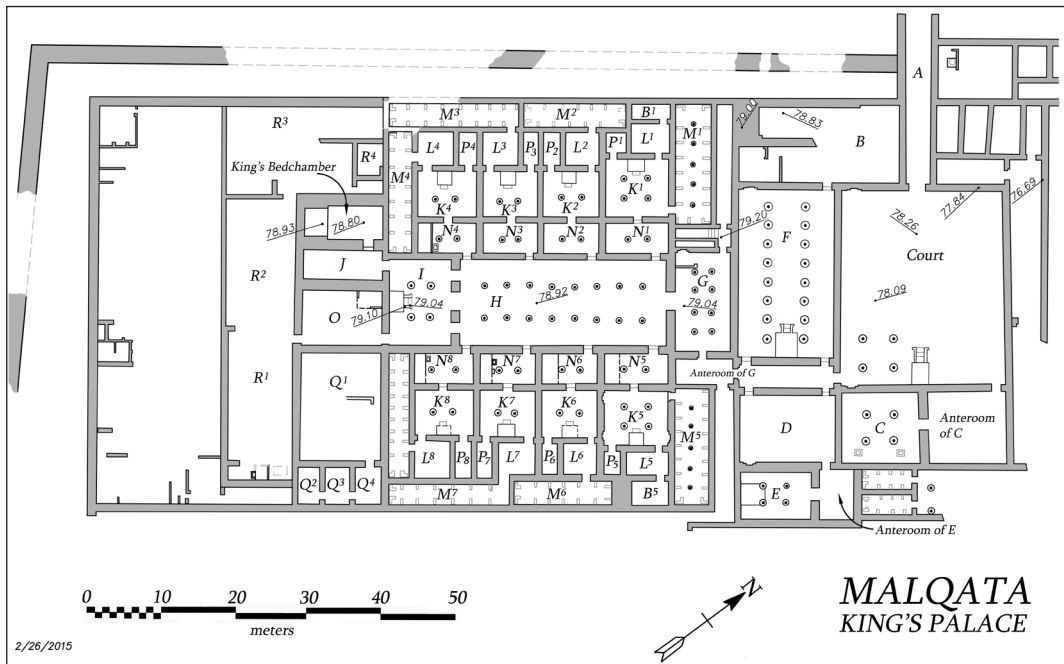 A
R3
M3
M2
B1
M1
79.00
78.83
B
R4
L4
P4
L3
P3
P2
L2
P1
L1
King's Bedchamber
M4
K4
K3
K2
K1
76.69
77.84
78.93
78.80
N4
N3
N2
N1
79.20
F
78.26
Court
J
I
R2
H
78.92
G
79.04
78.09
O
79.10
79.04
N8
N7
N6
N5
Anteroom of G
R1
Q1
K8
K7
K6
K5
M5
D
C
Anteroom
of C
L8
P8
P7
L7
P6
L6
P5
L5
Q2
Q3
Q4
M7
M6
B5
E
Anteroom of E
0 10 20 30 40 50
meters
N
MALQATA
KING'S PALACE
2/26/2015